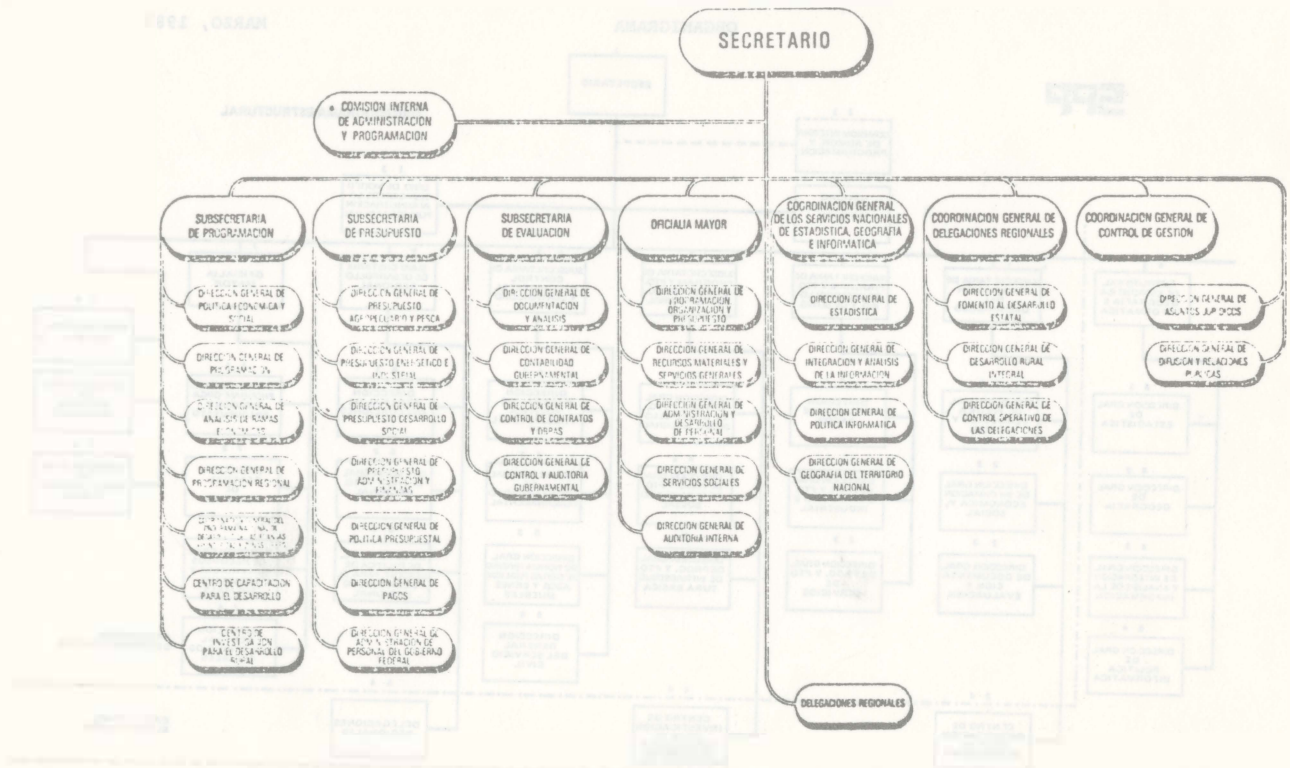 SECRETARIO
* COMISION INTERNA
DE ADMINISTRACION
Y PROGRAMACION
SUBSECRETARIA
DE PROGRAMACION
DIRECCION GENERAL DE
POLITICA ECONOMICA Y
SOCIAL
DIRECCION GENERAL DE
PROGRAMACION
DIRECCION GENERAL DE
ANALISIS DE RAMAS
ECONOMICAS
DIRECCION GENERAL DE
PROGRAMACION REGIONAL
COORDINACION GENERAL DEL
CENTRO DE CAPACITACION
PARA EL DESARROLLO
CENTRO DE
INVESTIGACION
PARA EL DESARROLLO
RURAL
SUBSECRETARIA
DE PRESUPUESTO
DIRECCION GENERAL DE
PRESUPUESTO
AGROPECUARIO Y PESCA
DIRECCION GENERAL DE
PRESUPUESTO ENERGETICO E
INDUSTRIAL
DIRECCION GENERAL DE
PRESUPUESTO DESARROLLO
SOCIAL
DIRECCION GENERAL DE
PRESUPUESTO
ADMINISTRACION Y
FINANZAS
DIRECCION GENERAL DE
POLITICA PRESUPUESTAL
DIRECCION GENERAL DE
PAGOS
DIRECCION GENERAL DE
ADMINISTRACION DE
PERSONAL DEL GOBIERNO
FEDERAL
SUBSECRETARIA
DE EVALUACION
DIRECCION GENERAL DE
DOCUMENTACION
Y ANALISIS
DIRECCION GENERAL DE
CONTABILIDAD
GUBERNAMENTAL
DIRECCION GENERAL DE
CONTROL DE CONTRATOS
Y OBRAS
DIRECCION GENERAL DE
CONTROL Y AUDITORIA
GUBERNAMENTAL
OFICIALIA MAYOR
DIRECCION GENERAL DE
PROGRAMACION
ORGANIZACION Y
PRESUPUESTO
DIRECCION GENERAL DE
RECURSOS MATERIALES Y
SERVICIOS GENERALES
DIRECCION GENERAL DE
ADMINISTRACION Y
DESARROLLO
DE PERSONAL
DIRECCION GENERAL DE
SERVICIOS SOCIALES
DIRECCION GENERAL DE
AUDITORIA INTERNA
COORDINACION GENERAL
DE LOS SERVICIOS NACIONALES
DE ESTADISTICA, GEOGRAFIA
E INFORMATICA
DIRECCION GENERAL DE
ESTADISTICA
DIRECCION GENERAL DE
INTEGRACION Y ANALISIS
DE LA INFORMACION
DIRECCION GENERAL DE
POLITICA INFORMATICA
DIRECCION GENERAL DE
GEOGRAFIA DEL TERRITORIO
NACIONAL
COORDINACION GENERAL DE
DELEGACIONES REGIONALES
DIRECCION GENERAL DE
FOMENTO AL DESARROLLO
ESTATAL
DIRECCION GENERAL DE
DESARROLLO RURAL
INTEGRAL
DIRECCION GENERAL DE
CONTROL OPERATIVO DE
LAS DELEGACIONES
COORDINACION GENERAL DE
CONTROL DE GESTION
DIRECCION GENERAL DE
ASUNTOS JURIDICOS
DIRECCION GENERAL DE
DIFUSION Y RELACIONES
PUBLICAS
DELEGACIONES REGIONALES